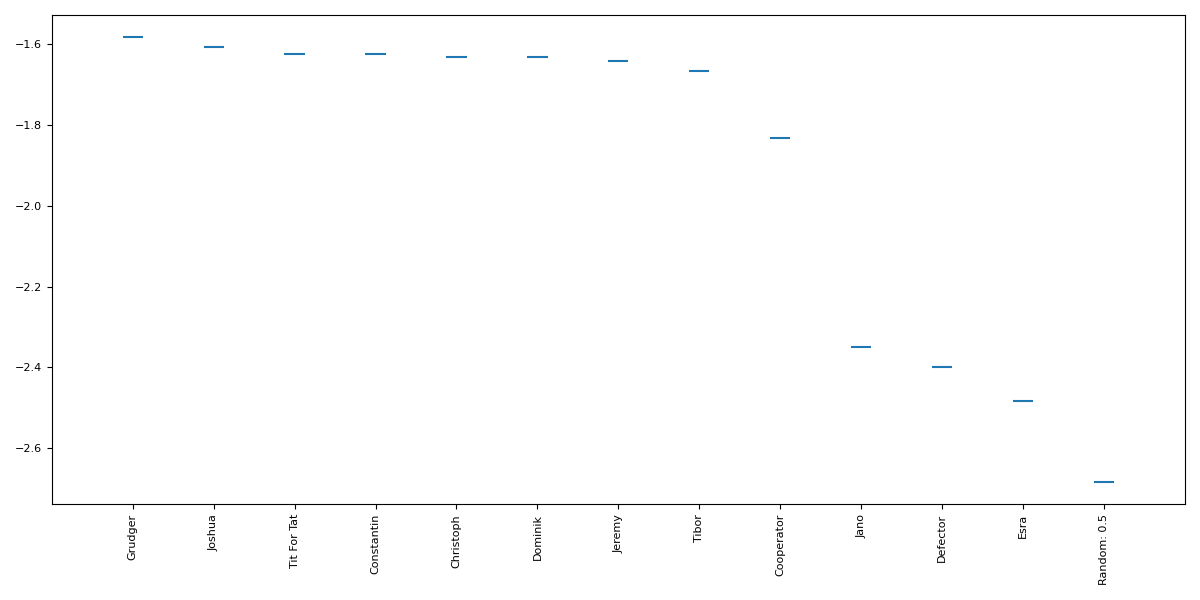 −1.6
−1.8
−2.0
−2.2
−2.4
−2.6
Grudger
Joshua
Tit For Tat
Constantin
Christoph
Dominik
Jeremy
Tibor
Cooperator
Jano
Defector
Esra
Random: 0.5